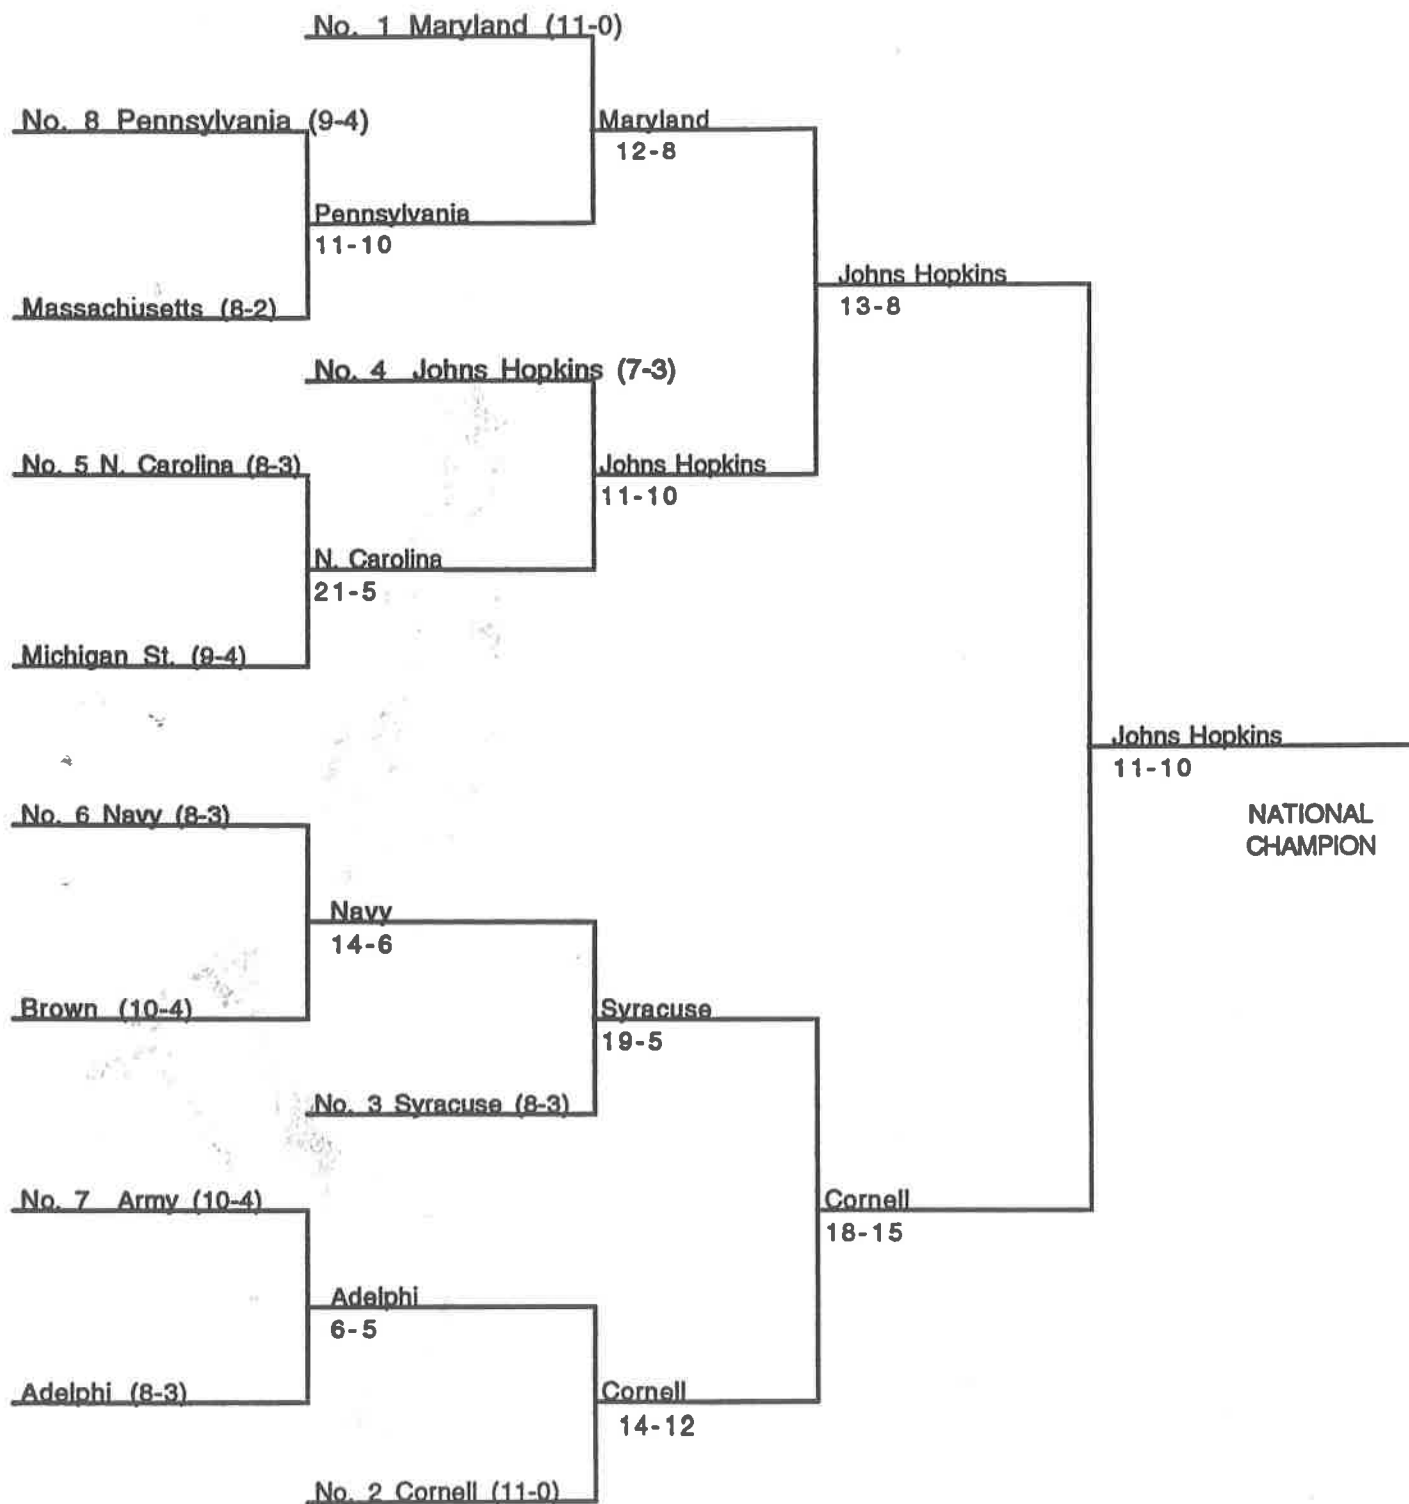 No. 1 Maryland (11-0)
No. 8 Pennsylvania (9-4)
Maryland
12-8
Pennsylvania
11-10
Massachusetts (8-2)
Johns Hopkins
13-8
No. 4 Johns Hopkins (7-3)
No. 5 N. Carolina (8-3)
Johns Hopkins
11-10
N. Carolina
21-5
Michigan St. (9-4)
Johns Hopkins
11-10
NATIONAL
CHAMPION
No. 6 Navy (8-3)
Navy
14-6
Brown (10-4)
Syracuse
19-5
No. 3 Syracuse (8-3)
No. 7 Army (10-4)
Cornell
18-15
Adelphi
6-5
Adelphi (8-3)
Cornell
14-12
No. 2 Cornell (11-0)